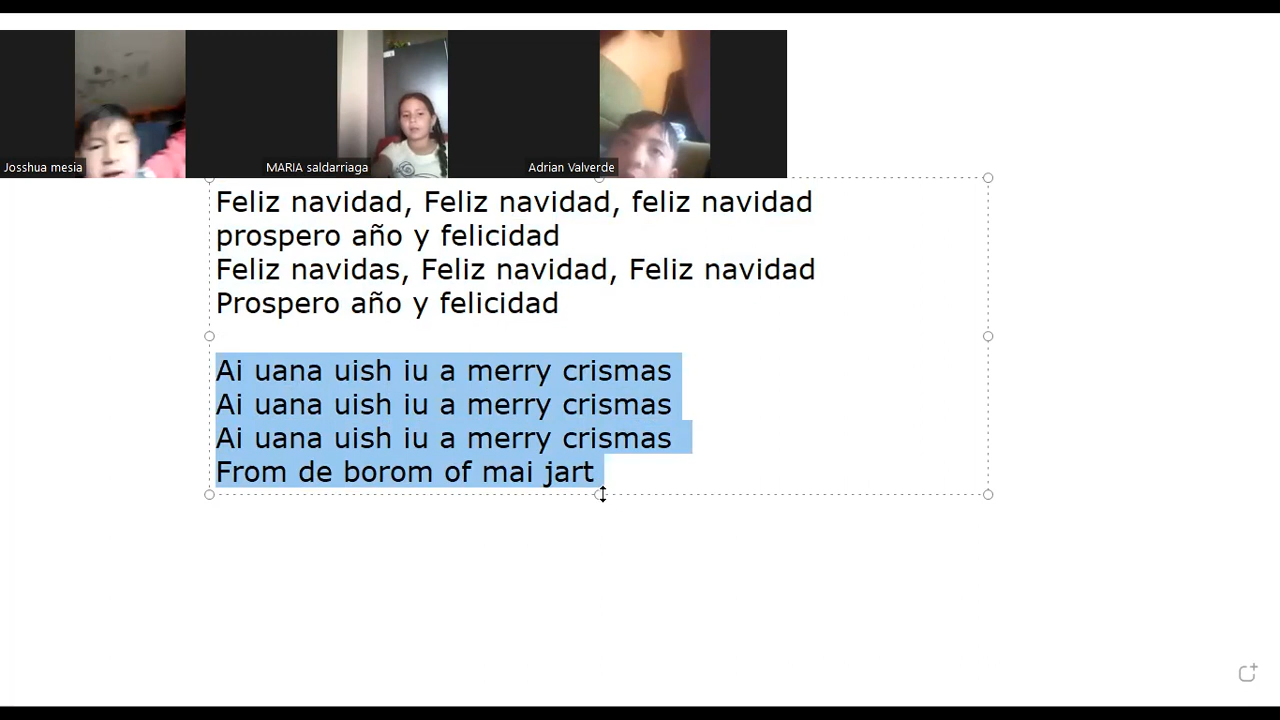 Josshua mesia
MARIA saldarriaga
Adrian Valverde
Feliz navidad, Feliz navidad, feliz navidad
prospero año y felicidad
Feliz navidas, Feliz navidad, Feliz navidad
Prospero año y felicidad
Ai uana uish iu a merry crismas
Ai uana uish iu a merry crismas
Ai uana uish iu a merry crismas
From de borom of mai jart